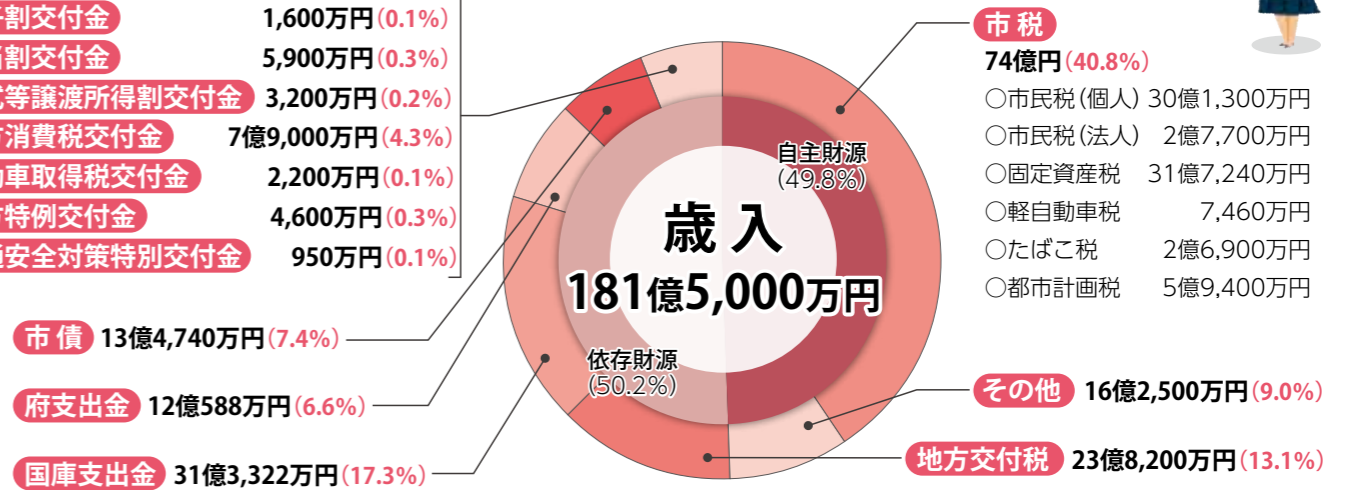 割交付金 1,600万円(0.1%)
割交付金 5,900万円(0.3%)
等譲渡所得割交付金 3,200万円(0.2%)
消費税交付金 7億9,000万円(4.3%)
車取得税交付金 2,200万円(0.1%)
特例交付金 4,600万円(0.3%)
安全対策特別交付金 950万円(0.1%)
市債 13億4,740万円(7.4%)
府支出金 12億588万円(6.6%)
国庫支出金 31億3,322万円(17.3%)
自主財源
(49.8%)
歳入
181億5,000万円
依存財源
(50.2%)
市税
74億円(40.8%)
○市民税(個人) 30億1,300万円
○市民税(法人) 2億7,700万円
○固定資産税 31億7,240万円
○軽自動車税 7,460万円
○たばこ税 2億6,900万円
○都市計画税 5億9,400万円
その他 16億2,500万円(9.0%)
地方交付税 23億8,200万円(13.1%)